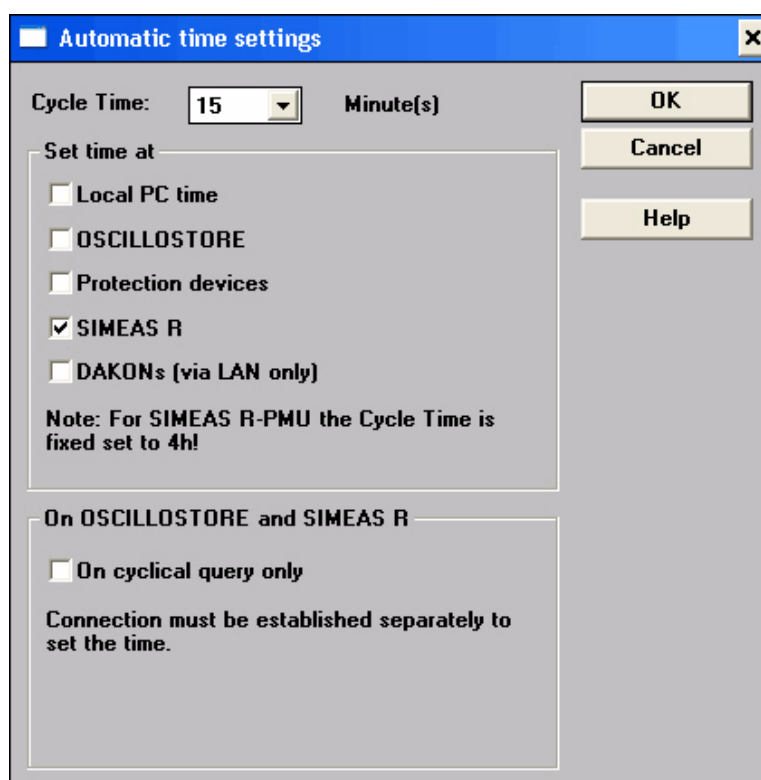 Automatic time settings
Cycle Time: 15 Minute(s)
OK
Cancel
Help
Set time at
Local PC time
OSCILLOSTORE
Protection devices
SIMEAS R
DAKONs (via LAN only)
Note: For SIMEAS R-PMU the Cycle Time is
fixed set to 4h!
On OSCILLOSTORE and SIMEAS R
On cyclical query only
Connection must be established separately to
set the time.